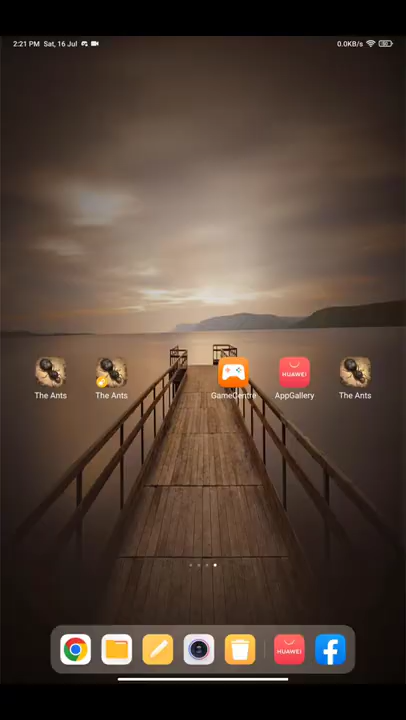 2:21 PM Sat, 16 Jul 0.0KB/s
The Ants The Ants GameCentre AppGallery The Ants
HUAWEI
HUAWEI